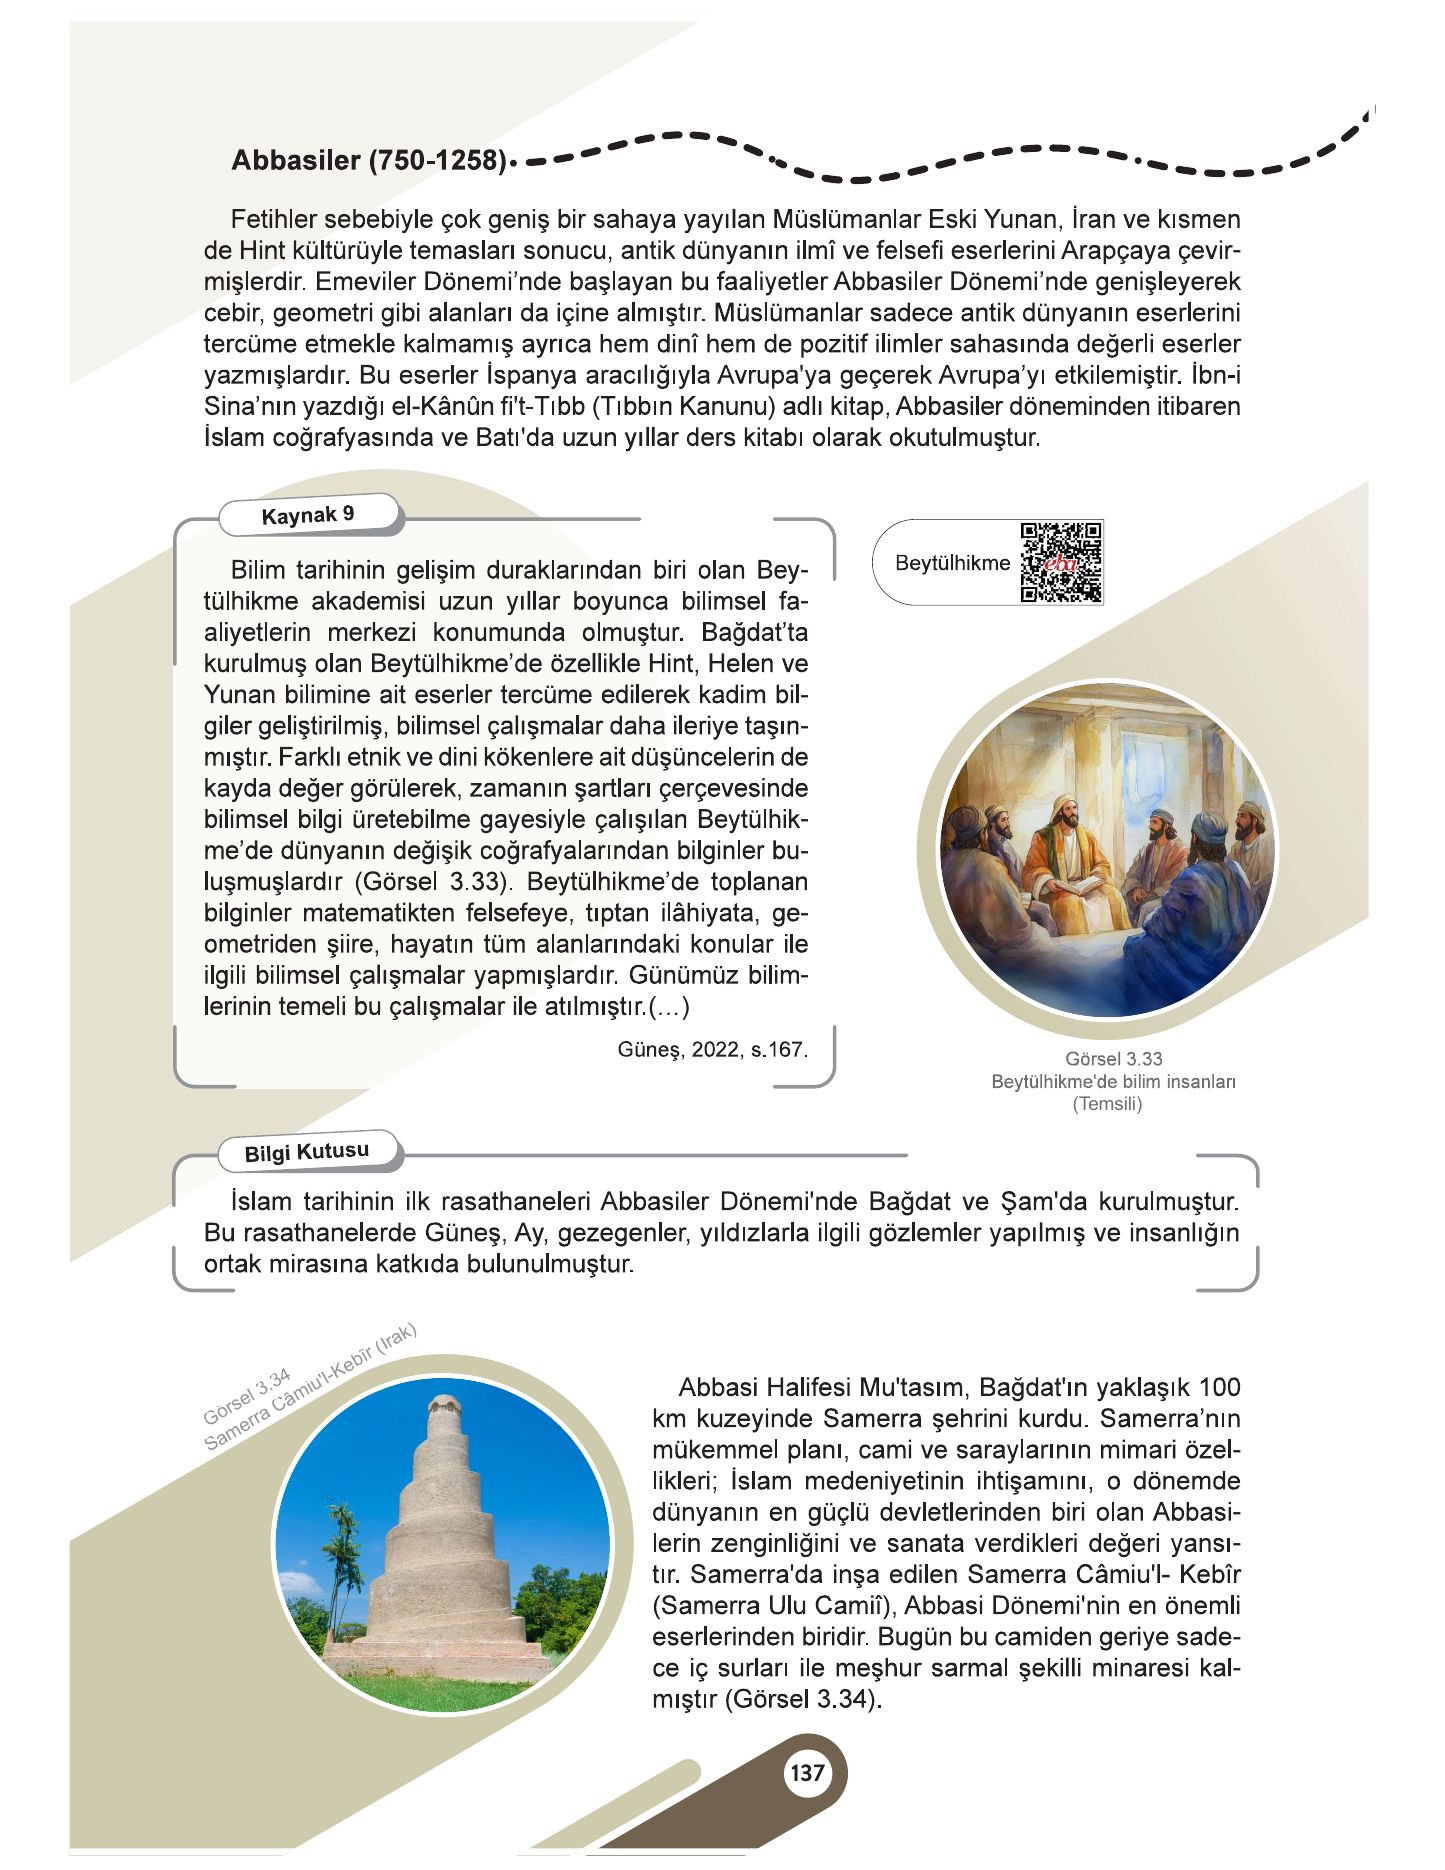 Abbasiler (750-1258)
Fetihler sebebiyle çok geniş bir sahaya yayılan Müslümanlar Eski Yunan, İran ve kısmen
de Hint kültürüyle temasları sonucu, antik dünyanın ilmî ve felsefi eserlerini Arapçaya çevir-
mişlerdir. Emeviler Dönemi’nde başlayan bu faaliyetler Abbasiler Dönemi’nde genişleyerek
cebir, geometri gibi alanları da içine almıştır. Müslümanlar sadece antik dünyanın eserlerini
tercüme etmekle kalmamış ayrıca hem dinî hem de pozitif ilimler sahasında değerli eserler
yazmışlardır. Bu eserler İspanya aracılığıyla Avrupa'ya geçerek Avrupa’yı etkilemiştir. İbn-i
Sina’nın yazdığı el-Kânûn fi't-Tıbb (Tıbbın Kanunu) adlı kitap, Abbasiler döneminden itibaren
İslam coğrafyasında ve Batı'da uzun yıllar ders kitabı olarak okutulmuştur.
Kaynak 9
Bilim tarihinin gelişim duraklarından biri olan Bey-
tülhikme akademisi uzun yıllar boyunca bilimsel fa-
aliyetlerin merkezi konumunda olmuştur. Bağdat’ta
kurulmuş olan Beytülhikme’de özellikle Hint, Helen ve
Yunan bilimine ait eserler tercüme edilerek kadim bil-
giler geliştirilmiş, bilimsel çalışmalar daha ileriye taşın-
mıştır. Farklı etnik ve dini kökenlere ait düşüncelerin de
kayda değer görülerek, zamanın şartları çerçevesinde
bilimsel bilgi üretebilme gayesiyle çalışılan Beytülhik-
me’de dünyanın değişik coğrafyalarından bilginler bu-
luşmuşlardır (Görsel 3.33). Beytülhikme’de toplanan
bilginler matematikten felsefeye, tıptan ilâhiyata, ge-
ometriden şiire, hayatın tüm alanlarındaki konular ile
ilgili bilimsel çalışmalar yapmışlardır. Günümüz bilim-
lerinin temeli bu çalışmalar ile atılmıştır.(...)
Güneş, 2022, s.167.
Beytülhikme
eba
Görsel 3.33
Beytülhikme'de bilim insanları
(Temsili)
Bilgi Kutusu
İslam tarihinin ilk rasathaneleri Abbasiler Dönemi'nde Bağdat ve Şam'da kurulmuştur.
Bu rasathanelerde Güneş, Ay, gezegenler, yıldızlarla ilgili gözlemler yapılmış ve insanlığın
ortak mirasına katkıda bulunulmuştur.
Görsel 3.34
Samerra Câmiu'l-Kebîr (Irak)
Abbasi Halifesi Mu'tasım, Bağdat'ın yaklaşık 100
km kuzeyinde Samerra şehrini kurdu. Samerra’nın
mükemmel planı, cami ve saraylarının mimari özel-
likleri; İslam medeniyetinin ihtişamını, o dönemde
dünyanın en güçlü devletlerinden biri olan Abbasi-
lerin zenginliğini ve sanata verdikleri değeri yansı-
tır. Samerra'da inşa edilen Samerra Câmiu'l- Kebîr
(Samerra Ulu Camiî), Abbasi Dönemi'nin en önemli
eserlerinden biridir. Bugün bu camiden geriye sade-
ce iç surları ile meşhur sarmal şekilli minaresi kal-
mıştır (Görsel 3.34).
137